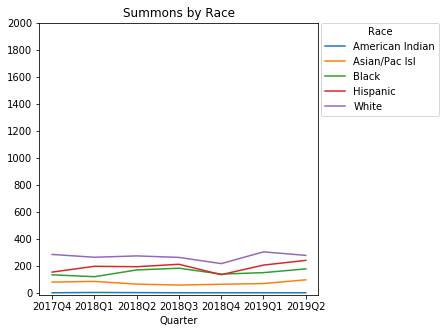 Summons by Race
2000
1800
1600
1400
1200
1000
800
600
400
200
0
2017Q4 2018Q1 2018Q2 2018Q3 2018Q4 2019Q1 2019Q2
Quarter
Race
American Indian
Asian/Pac Isl
Black
Hispanic
White